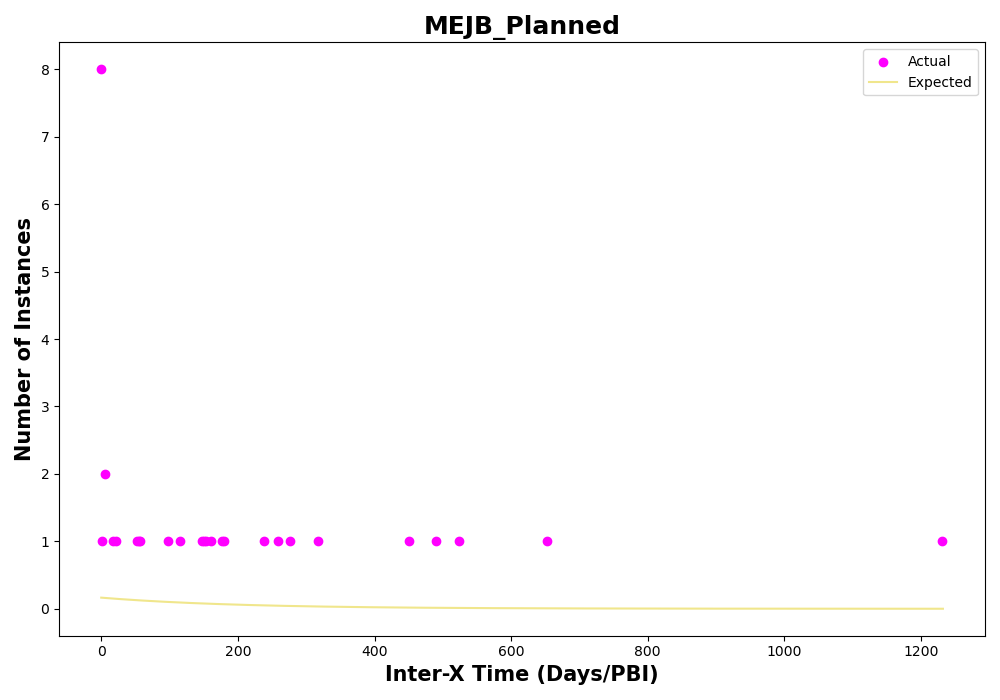 MEJB_Planned
Actual
Expected
8
7
6
5
4
3
2
1
0
Number of Instances
0 200 400 600 800 1000 1200
Inter-X Time (Days/PBI)